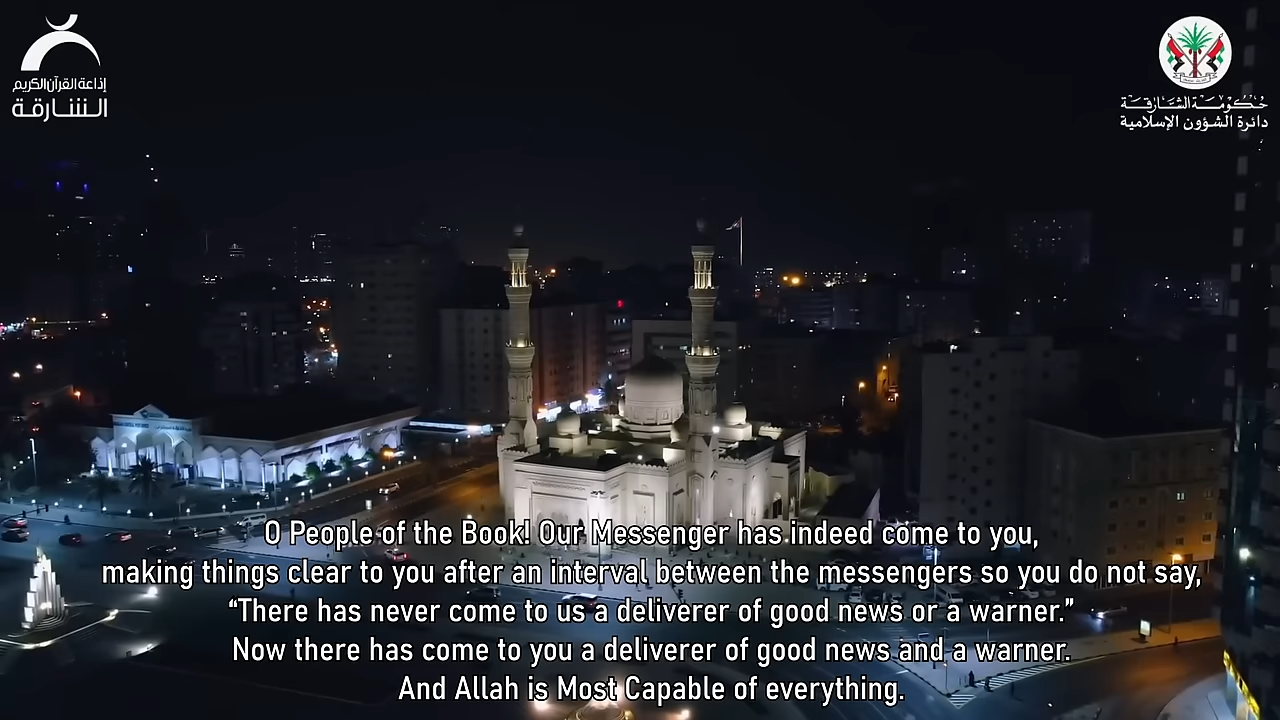 إذاعة القرآن الكريم
الشارقة
حكومة الشارقة
دائرة الشؤون الإسلامية
O People of the Book! Our Messenger has indeed come to you,
making things clear to you after an interval between the messengers so you do not say,
“There has never come to us a deliverer of good news or a warner.”
Now there has come to you a deliverer of good news and a warner.
And Allah is Most Capable of everything.